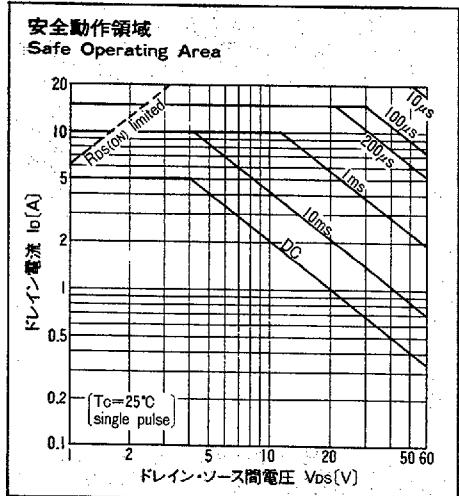 安全動作領域
Safe Operating Area
20
10
5
2
1
0.5
0.2
0.1
ドレイン電流 ID〔A〕
RDS(ON) limited
10μs
100μs
200μs
1ms
10ms
DC
Tc=25℃
single pulse
1 2 5 10 20 50 60
ドレイン・ソース間電圧 VDS〔V〕